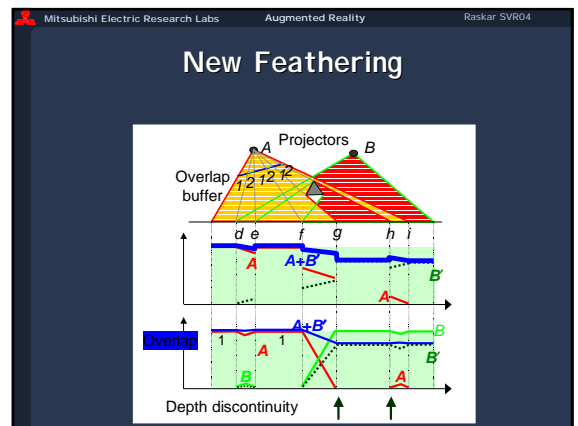 Mitsubishi Electric Research Labs Augmented Reality Raskar SVR04
New Feathering
Projectors
A B
Overlap
buffer
1 2 1 2 1 2
d e f g h i
A A+B' A B'
A+B' B
Overlap 1 A 1 B'
B A
Depth discontinuity